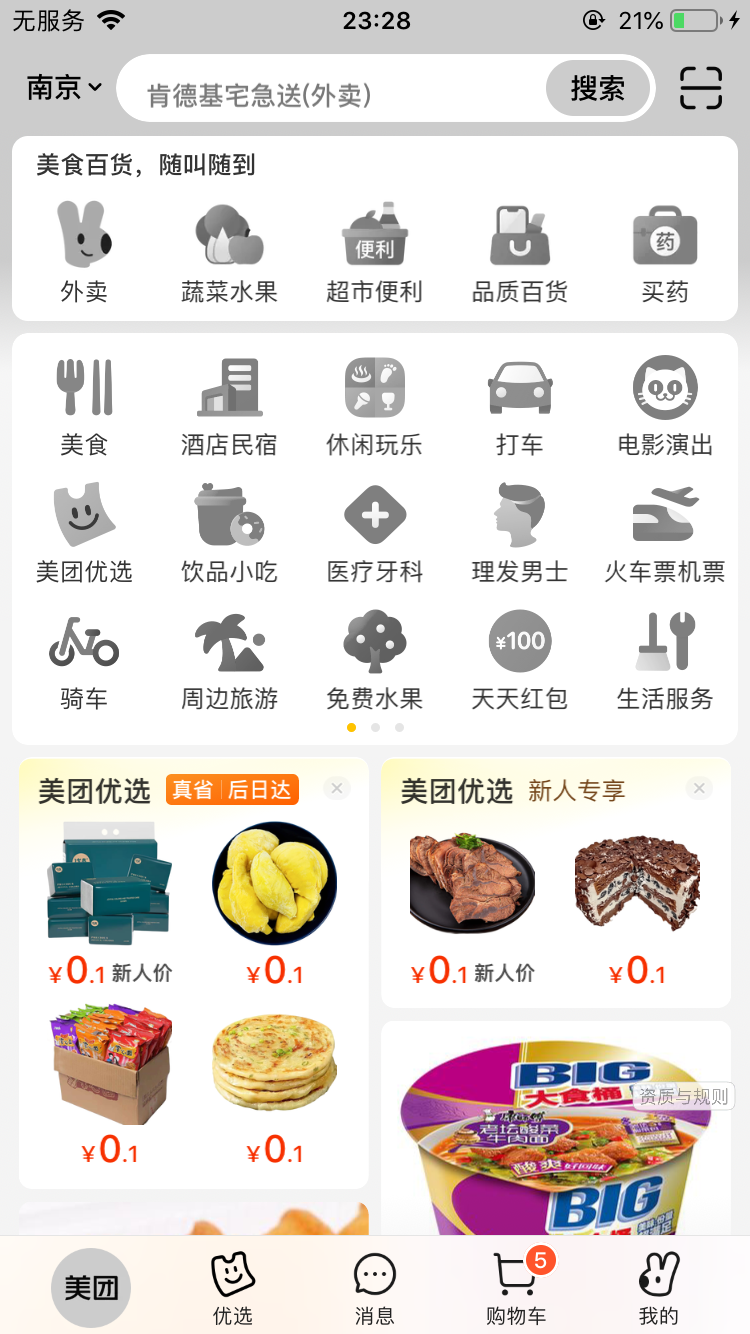 无服务 23:28 21%
南京 肯德基宅急送(外卖) 搜索
美食百货，随叫随到
便利 药
外卖 蔬菜水果 超市便利 品质百货 买药
美食 酒店民宿 休闲玩乐 打车 电影演出
美团优选 饮品小吃 医疗牙科 理发男士 火车票机票
¥100
骑车 周边旅游 免费水果 天天红包 生活服务
美团优选 真省 后日达
¥0.1 新人价 ¥0.1
¥0.1 ¥0.1
美团优选 新人专享
¥0.1 新人价 ¥0.1
BIG
大食桶
资质与规则
康师傅
老坛酸菜
牛肉面
酸爽
BIG
美团 优选 消息 购物车 5 我的